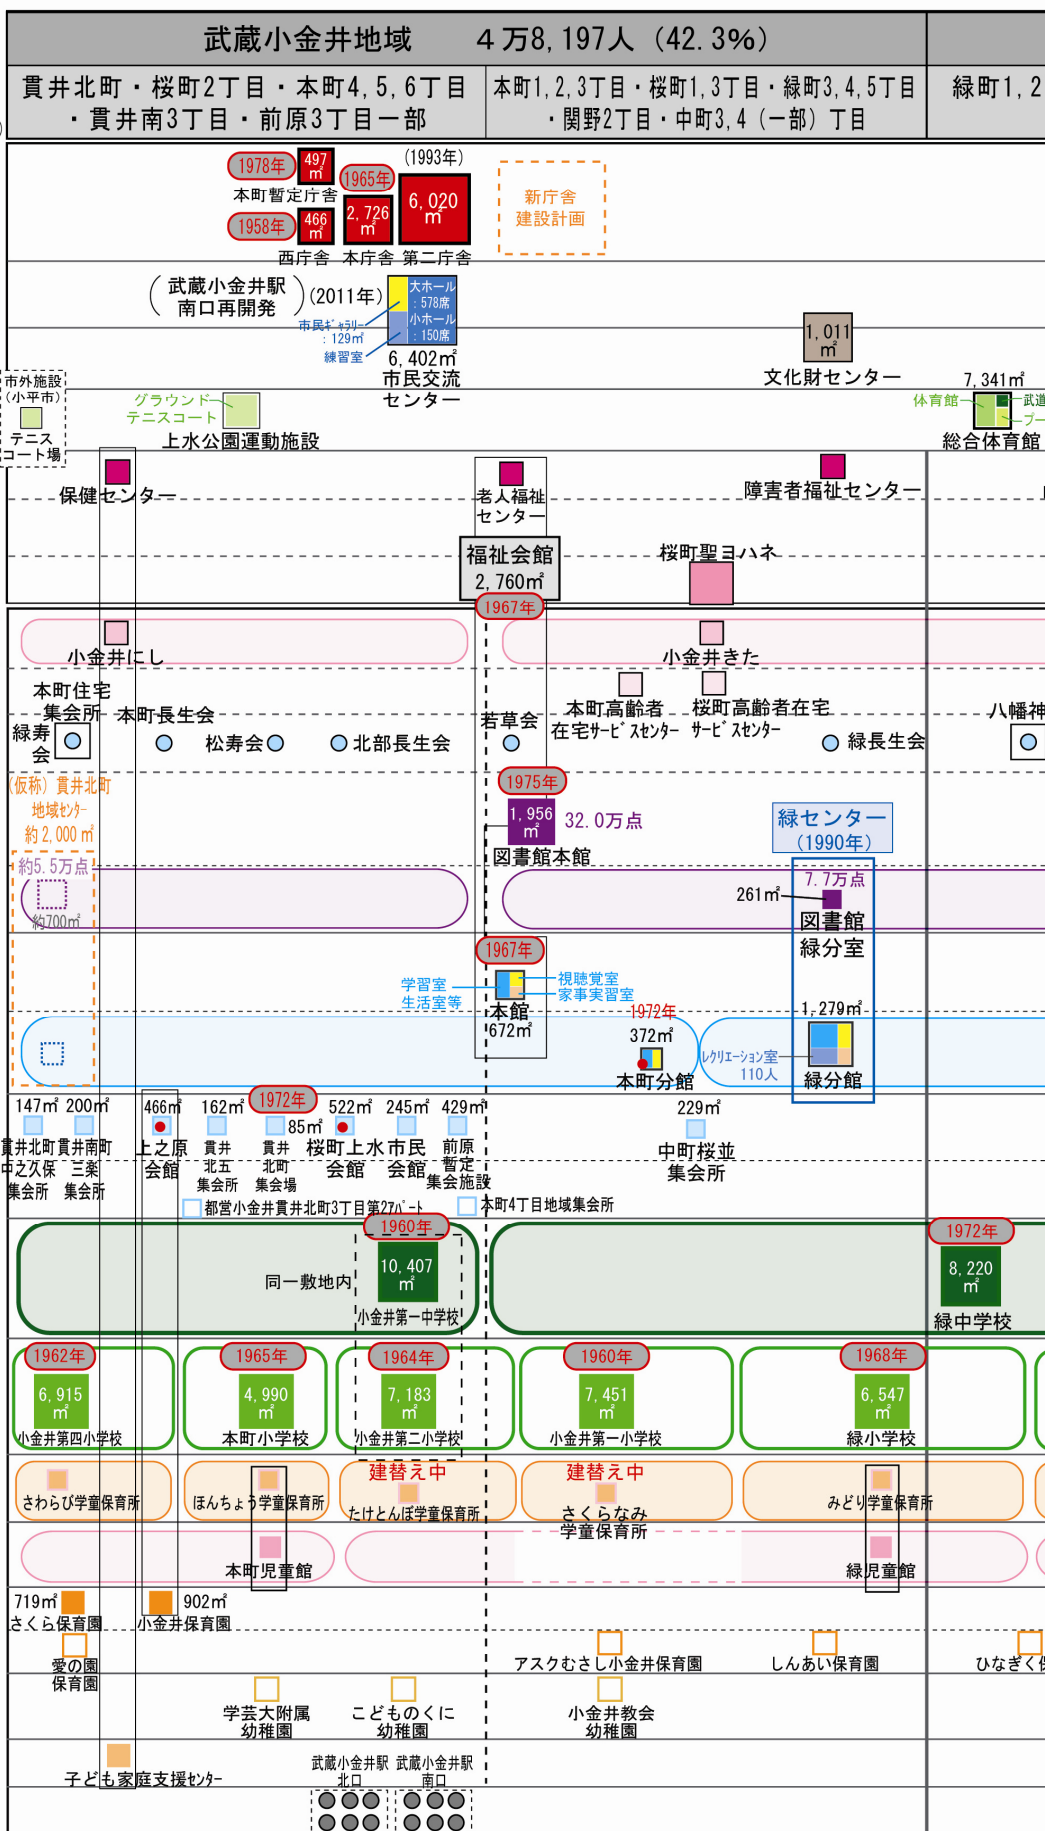 武蔵小金井地域　4万8,197人（42.3%）
貫井北町・桜町2丁目・本町4,5,6丁目
・貫井南3丁目・前原3丁目一部
本町1,2,3丁目・桜町1,3丁目・緑町3,4,5丁目
・関野2丁目・中町3,4（一部）丁目
緑町1,2
1978年
497
㎡
本町暫定庁舎
1958年
466
㎡
西庁舎
1965年
2,726
㎡
本庁舎
(1993年)
6,020
㎡
第二庁舎
新庁舎
建設計画
武蔵小金井駅
南口再開発
(2011年)
大ホール
：578席
小ホール
：150席
市民ｷﾞｬﾗﾘｰ
：129㎡
練習室
6,402㎡
市民交流
センター
1,011
㎡
文化財センター
市外施設
(小平市)
テニス
コート場
グラウンド
テニスコート
上水公園運動施設
7,341㎡
体育館
武道
プー
総合体育館
保健センター
老人福祉
センター
障害者福祉センター
福祉会館
2,760㎡
1967年
桜町聖ヨハネ
小金井にし
小金井きた
本町住宅
集会所
緑寿
会
本町長生会
松寿会
北部長生会
若草会
本町高齢者
在宅ｻｰﾋﾞｽｾﾝﾀｰ
桜町高齢者在宅
ｻｰﾋﾞｽｾﾝﾀｰ
緑長生会
八幡神
(仮称) 貫井北町
地域ｾﾝﾀｰ
約2,000㎡
1975年
1,956
㎡
32.0万点
図書館本館
緑センター
(1990年)
約5.5万点
約700㎡
7.7万点
261㎡
図書館
緑分室
1967年
学習室
生活室等
視聴覚室
家事実習室
本館
672㎡
1972年
372㎡
本町分館
1,279㎡
ﾚｸﾘｴｰｼｮﾝ室
110人
緑分館
147㎡
貫井北町
中之久保
集会所
200㎡
貫井南町
三楽
集会所
466㎡
上之原
会館
162㎡
貫井
北五
集会所
1972年
85㎡
貫井
北町
集会場
522㎡
桜町上水
会館
245㎡
市民
会館
429㎡
前原
暫定
集会施設
229㎡
中町桜並
集会所
都営小金井貫井北町3丁目第2ｱﾊﾟｰﾄ
本町4丁目地域集会所
1960年
10,407
㎡
同一敷地内
小金井第一中学校
1972年
8,220
㎡
緑中学校
1962年
6,915
㎡
小金井第四小学校
1965年
4,990
㎡
本町小学校
1964年
7,183
㎡
小金井第二小学校
1960年
7,451
㎡
小金井第一小学校
1968年
6,547
㎡
緑小学校
さわらび学童保育所
ほんちょう学童保育所
建替え中
たけとんぼ学童保育所
建替え中
さくらなみ
学童保育所
みどり学童保育所
本町児童館
緑児童館
719㎡
さくら保育園
902㎡
小金井保育園
愛の園
保育園
アスクむさし小金井保育園
しんあい保育園
ひなぎく保
学芸大附属
幼稚園
こどものくに
幼稚園
小金井教会
幼稚園
子ども家庭支援ｾﾝﾀｰ
武蔵小金井駅
北口
武蔵小金井駅
南口